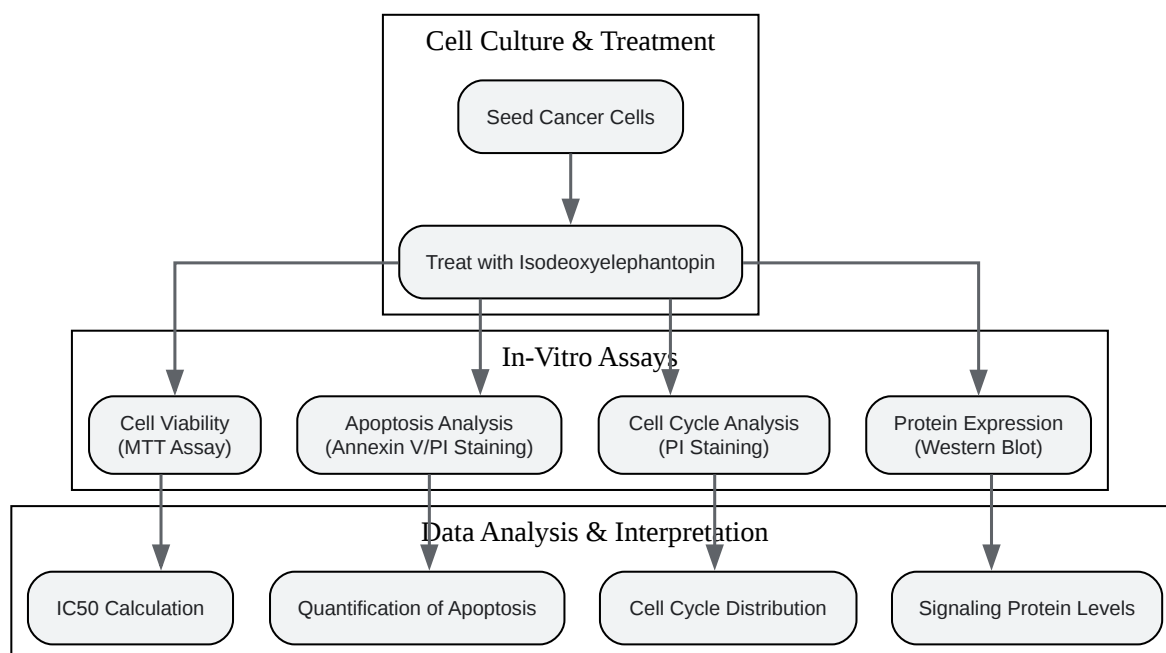 Cell Culture & Treatment
Seed Cancer Cells
Treat with Isodeoxyelephantopin
In-Vitro Assays
Cell Viability
(MTT Assay)
Apoptosis Analysis
(Annexin V/PI Staining)
Cell Cycle Analysis
(PI Staining)
Protein Expression
(Western Blot)
Data Analysis & Interpretation
IC50 Calculation
Quantification of Apoptosis
Cell Cycle Distribution
Signaling Protein Levels